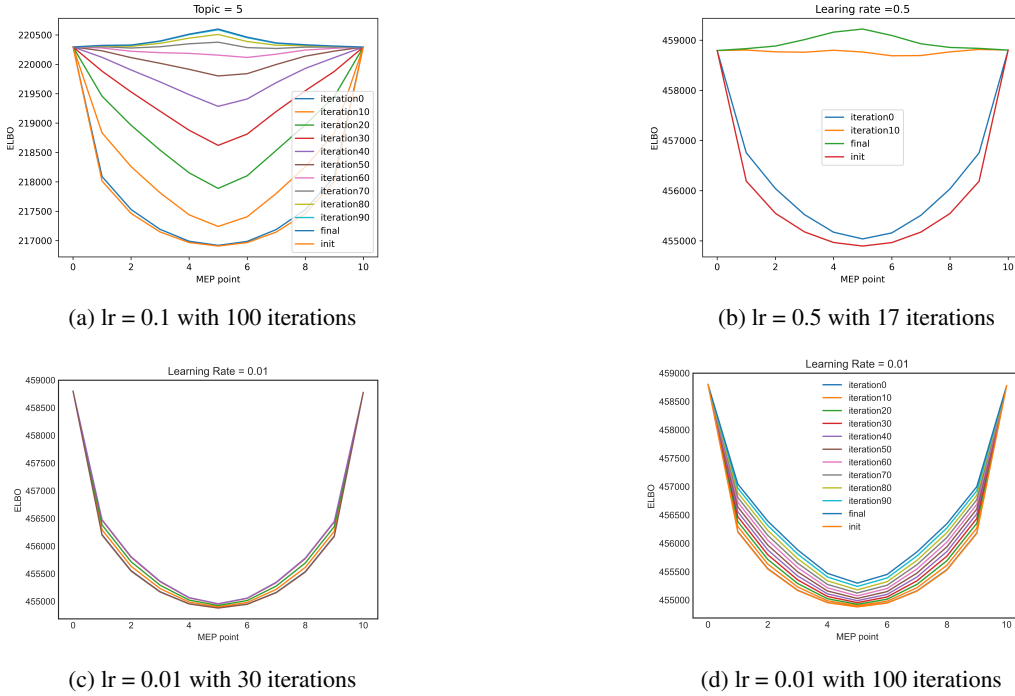 Topic = 5
220500
220000
219500
219000
218500
218000
217500
217000
ELBO
0 2 4 6 8 10
MEP point
iteration0
iteration10
iteration20
iteration30
iteration40
iteration50
iteration60
iteration70
iteration80
iteration90
final
init
(a) lr = 0.1 with 100 iterations
Learing rate =0.5
459000
458000
457000
456000
455000
ELBO
0 2 4 6 8 10
MEP point
iteration0
iteration10
final
init
(b) lr = 0.5 with 17 iterations
Learning Rate = 0.01
459000
458500
458000
457500
457000
456500
456000
455500
455000
ELBO
0 2 4 6 8 10
MEP point
(c) lr = 0.01 with 30 iterations
Learning Rate = 0.01
459000
458500
458000
457500
457000
456500
456000
455500
455000
ELBO
0 2 4 6 8 10
MEP point
iteration0
iteration10
iteration20
iteration30
iteration40
iteration50
iteration60
iteration70
iteration80
iteration90
final
init
(d) lr = 0.01 with 100 iterations